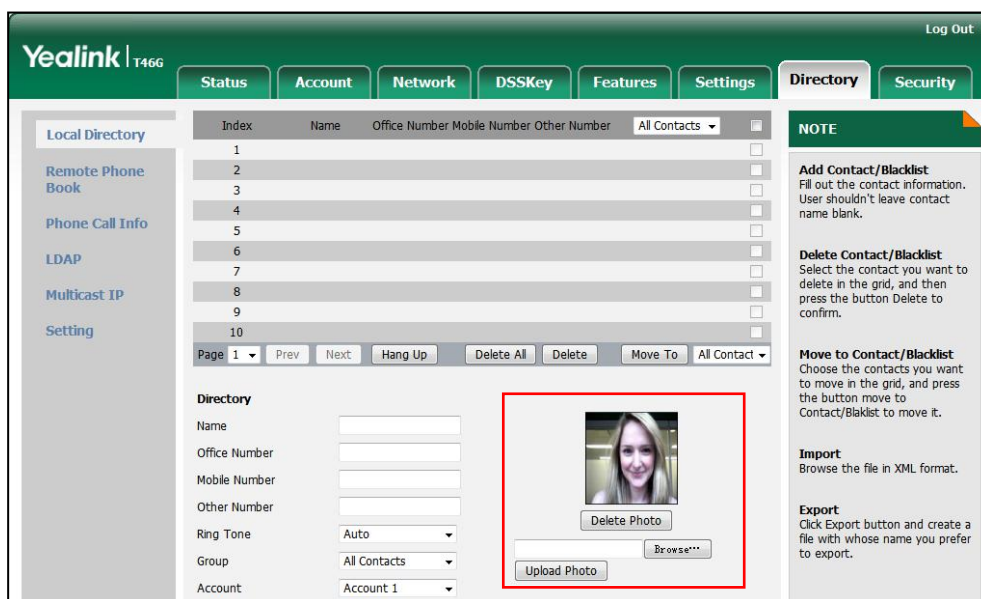 Log Out
Yealink T46G
Status Account Network DSSKey Features Settings Directory Security
Local Directory
Remote Phone
Book
Phone Call Info
LDAP
Multicast IP
Setting
Index Name Office Number Mobile Number Other Number All Contacts
1
2
3
4
5
6
7
8
9
10
Page 1 Prev Next Hang Up Delete All Delete Move To All Contact
Directory
Name
Office Number
Mobile Number
Other Number
Ring Tone Auto
Group All Contacts
Account Account 1
Delete Photo
Browse...
Upload Photo
NOTE
Add Contact/Blacklist
Fill out the contact information.
User shouldn't leave contact
name blank.
Delete Contact/Blacklist
Select the contact you want to
delete in the grid, and then
press the button Delete to
confirm.
Move to Contact/Blacklist
Choose the contacts you want
to move in the grid, and press
the button move to
Contact/Blaklist to move it.
Import
Browse the file in XML format.
Export
Click Export button and create a
file with whose name you prefer
to export.